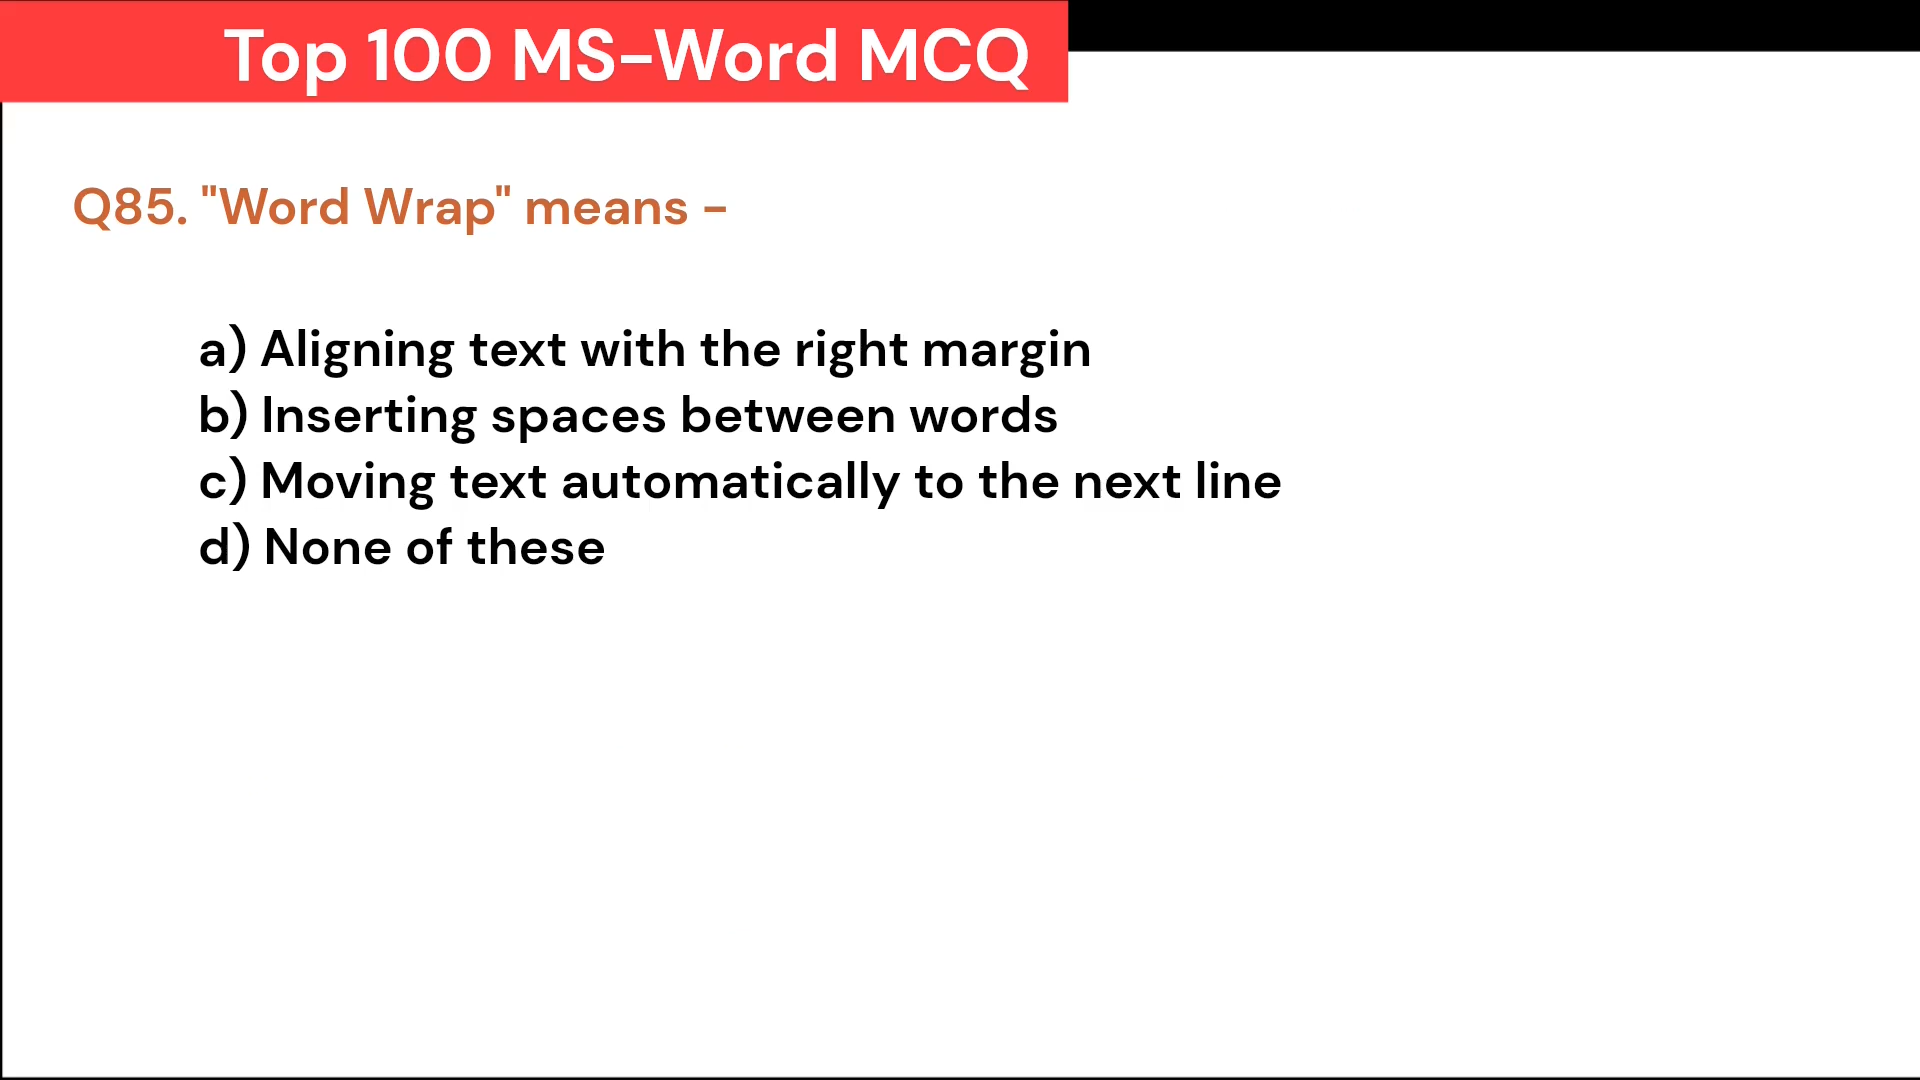 Top 100 MS-Word MCQ
Q85. "Word Wrap" means -
a) Aligning text with the right margin
b) Inserting spaces between words
c) Moving text automatically to the next line
d) None of these